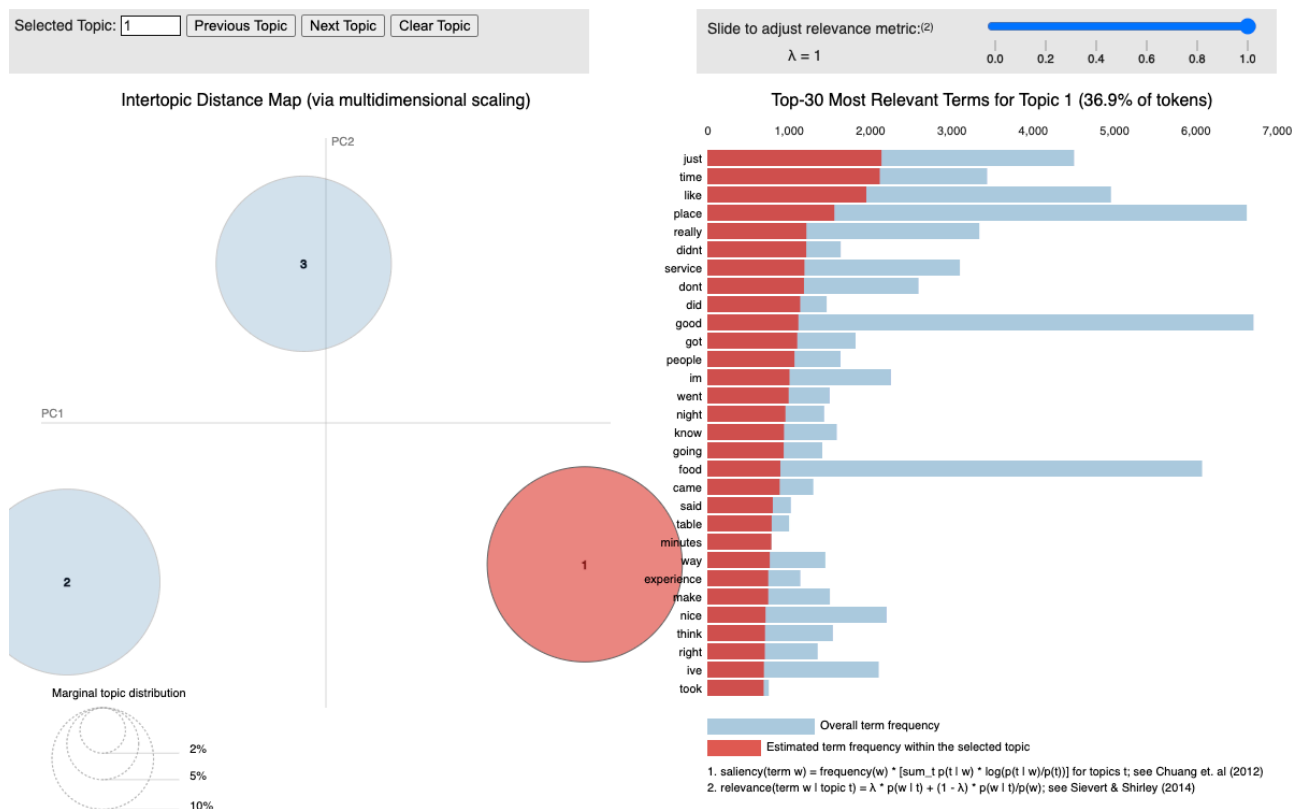 Selected Topic: 1 Previous Topic Next Topic Clear Topic
Slide to adjust relevance metric:(2)
λ = 1
0.0 0.2 0.4 0.6 0.8 1.0
Intertopic Distance Map (via multidimensional scaling)
PC2
PC1
3
2
1
Marginal topic distribution
2%
5%
10%
Top-30 Most Relevant Terms for Topic 1 (36.9% of tokens)
0 1,000 2,000 3,000 4,000 5,000 6,000 7,000
just
time
like
place
really
didnt
service
dont
did
good
got
people
im
went
night
know
going
food
came
said
table
minutes
way
experience
make
nice
think
right
ive
took
Overall term frequency
Estimated term frequency within the selected topic
1. saliency(term w) = frequency(w) * [sum_t p(t | w) * log(p(t | w)/p(t))] for topics t; see Chuang et. al (2012)
2. relevance(term w | topic t) = λ * p(w | t) + (1 - λ) * p(w | t)/p(w); see Sievert & Shirley (2014)